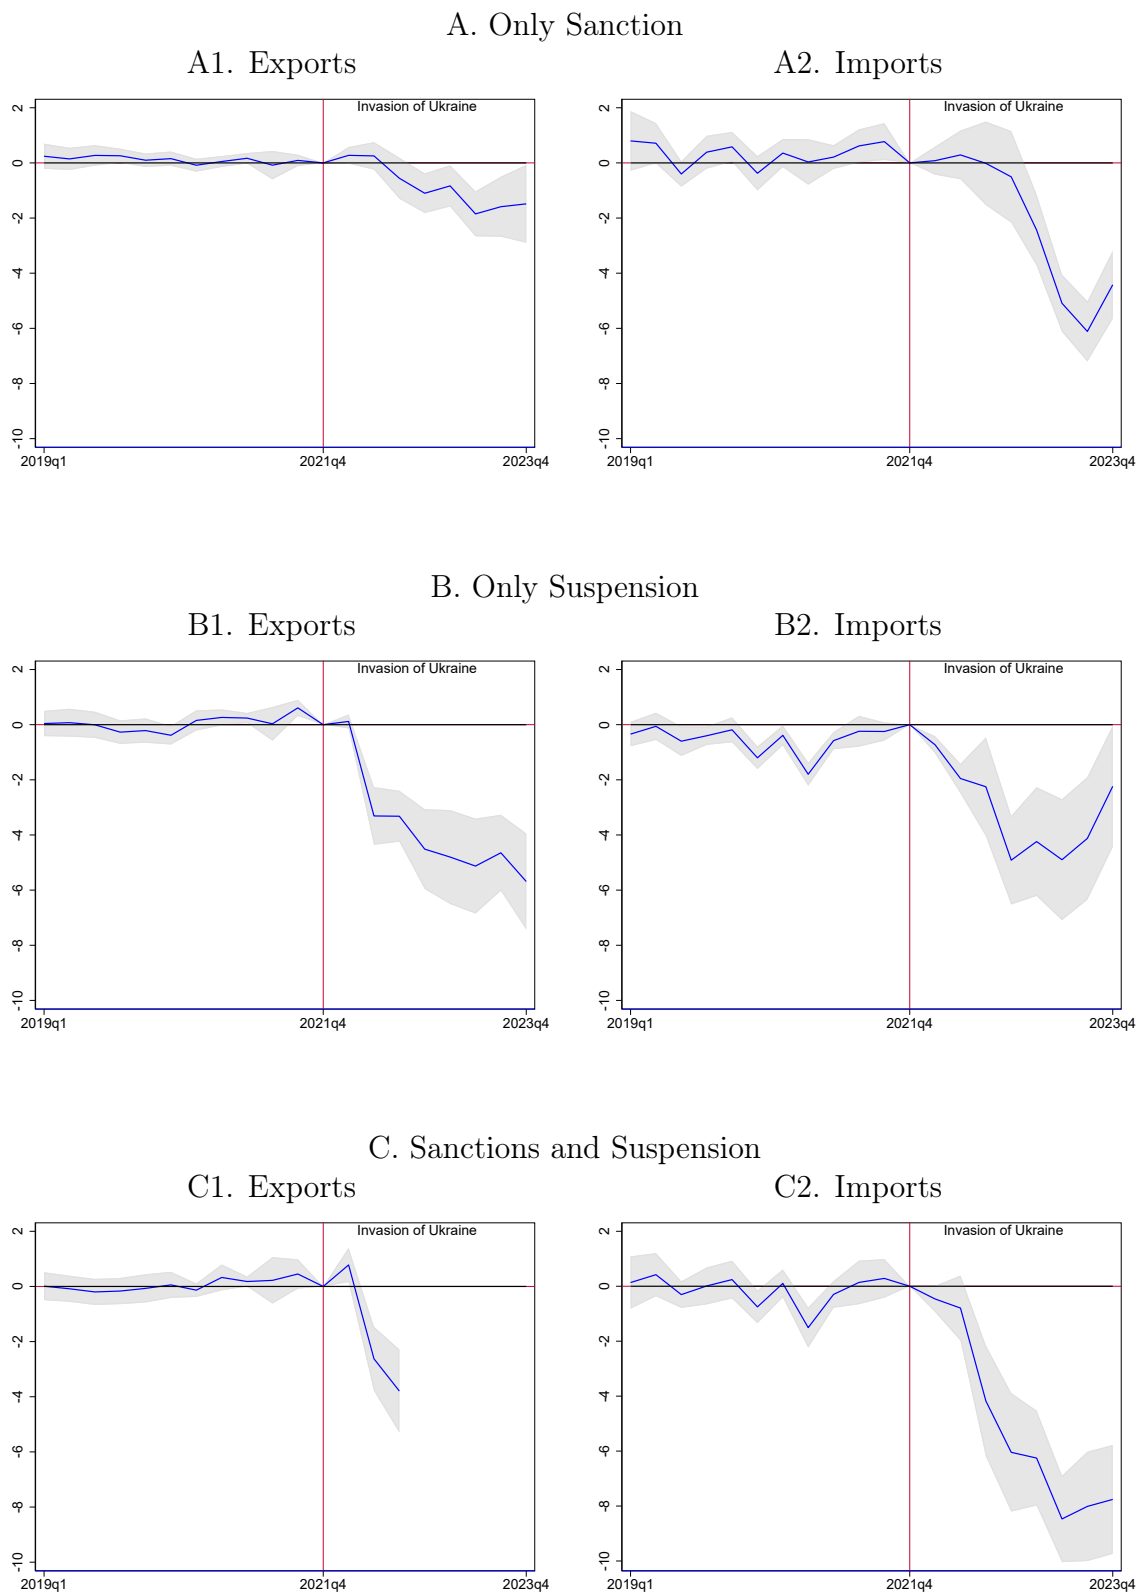 A. Only Sanction
A1. Exports
Invasion of Ukraine
2
0
-2
-4
-6
-8
-10
2019q1 2021q4 2023q4
A2. Imports
Invasion of Ukraine
2
0
-2
-4
-6
-8
-10
2019q1 2021q4 2023q4
B. Only Suspension
B1. Exports
Invasion of Ukraine
2
0
-2
-4
-6
-8
-10
2019q1 2021q4 2023q4
B2. Imports
Invasion of Ukraine
2
0
-2
-4
-6
-8
-10
2019q1 2021q4 2023q4
C. Sanctions and Suspension
C1. Exports
Invasion of Ukraine
2
0
-2
-4
-6
-8
-10
2019q1 2021q4 2023q4
C2. Imports
Invasion of Ukraine
2
0
-2
-4
-6
-8
-10
2019q1 2021q4 2023q4